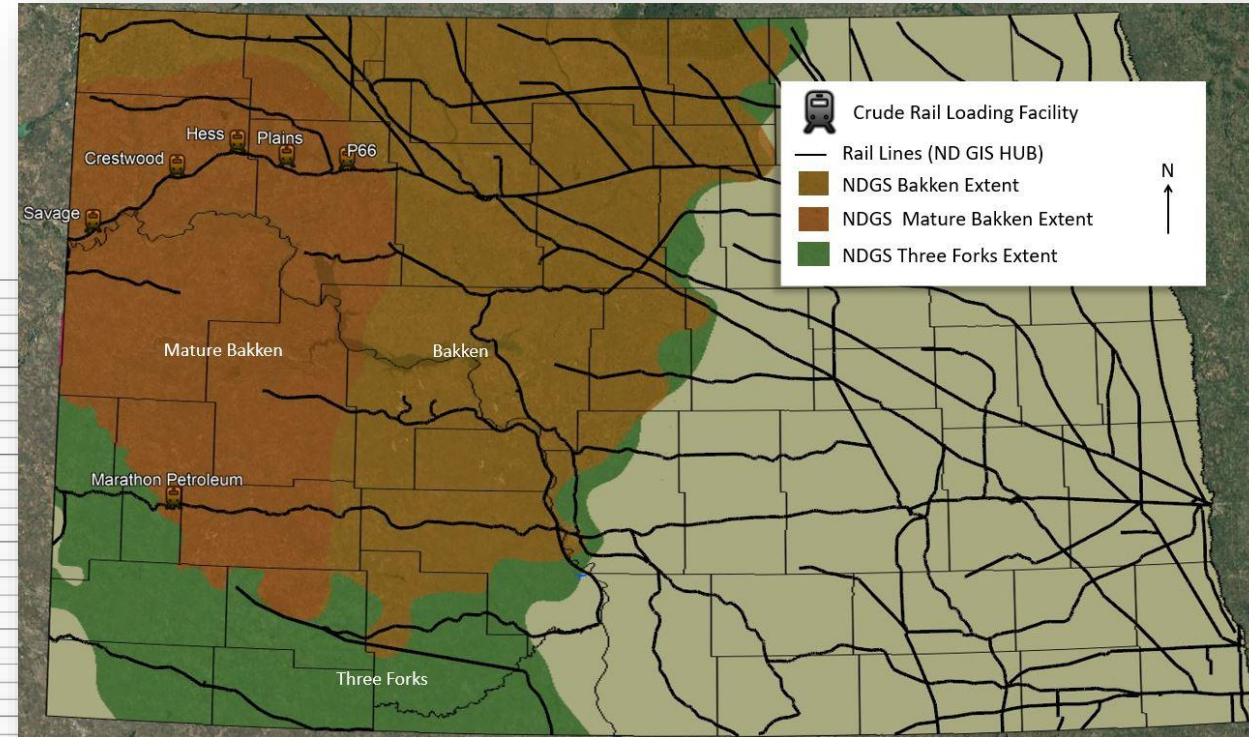 Crude Rail Loading Facility
Rail Lines (ND GIS HUB)
N
NDGS Bakken Extent
NDGS Mature Bakken Extent
NDGS Three Forks Extent
Hess
Plains
P66
Crestwood
Savage
Mature Bakken
Bakken
Marathon Petroleum
Three Forks